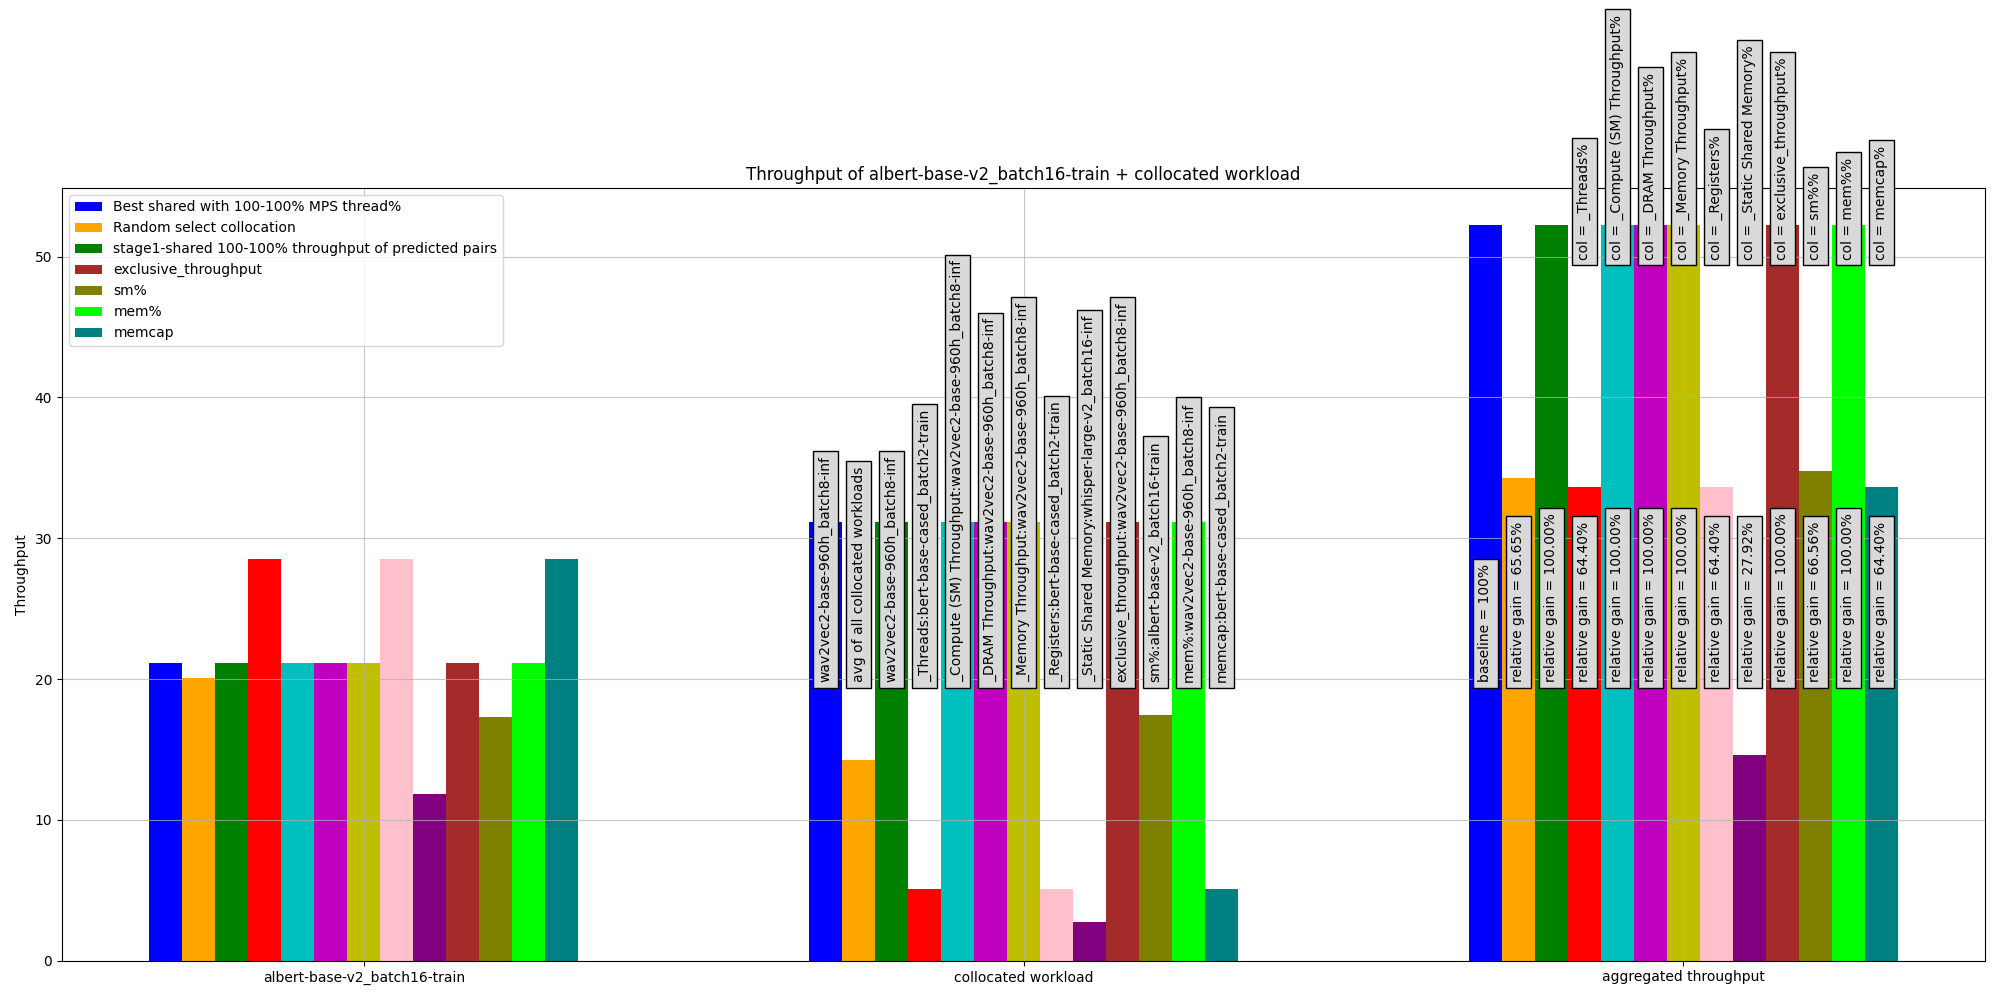 col = _Threads%
col = _Compute (SM) Throughput%
col = _DRAM Throughput%
col = _Memory Throughput%
col = _Registers%
col = _Static Shared Memory%
col = exclusive_throughput%
col = sm%%
col = mem%%
col = memcap%
Throughput of albert-base-v2_batch16-train + collocated workload
Best shared with 100-100% MPS thread%
Random select collocation
stage1-shared 100-100% throughput of predicted pairs
exclusive_throughput
sm%
mem%
memcap
Throughput
50
40
30
20
10
0
wav2vec2-base-960h_batch8-inf
avg of all collocated workloads
wav2vec2-base-960h_batch8-inf
_Threads:bert-base-cased_batch2-train
_Compute (SM) Throughput:wav2vec2-base-960h_batch8-inf
_DRAM Throughput:wav2vec2-base-960h_batch8-inf
_Memory Throughput:wav2vec2-base-960h_batch8-inf
_Registers:bert-base-cased_batch2-train
_Static Shared Memory:whisper-large-v2_batch16-inf
exclusive_throughput:wav2vec2-base-960h_batch8-inf
sm%:albert-base-v2_batch16-train
mem%:wav2vec2-base-960h_batch8-inf
memcap:bert-base-cased_batch2-train
baseline = 100%
relative gain = 65.65%
relative gain = 100.00%
relative gain = 64.40%
relative gain = 100.00%
relative gain = 100.00%
relative gain = 100.00%
relative gain = 64.40%
relative gain = 27.92%
relative gain = 100.00%
relative gain = 66.56%
relative gain = 100.00%
relative gain = 64.40%
albert-base-v2_batch16-train
collocated workload
aggregated throughput